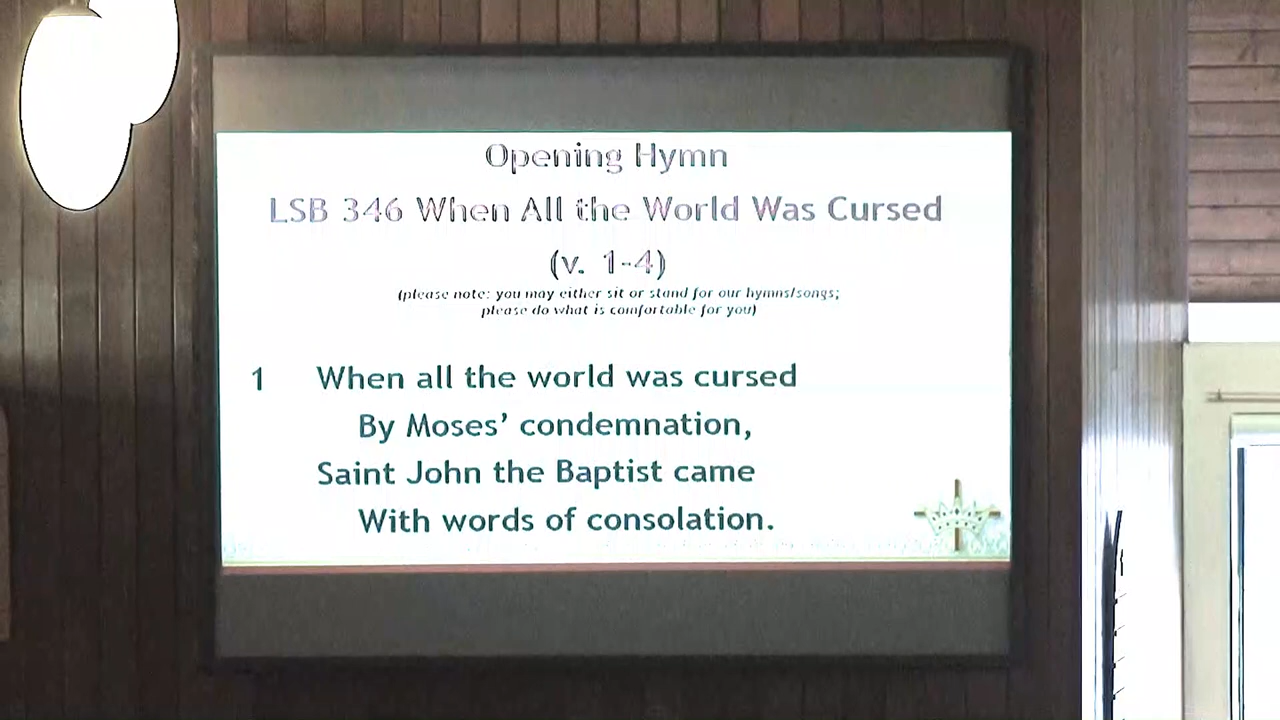 Opening Hymn
LSB 346 When All the World Was Cursed
(v. 1-4)
(please note: you may either sit or stand for our hymns/songs;
please do what is comfortable for you)
1 When all the world was cursed
By Moses’ condemnation,
Saint John the Baptist came
With words of consolation.